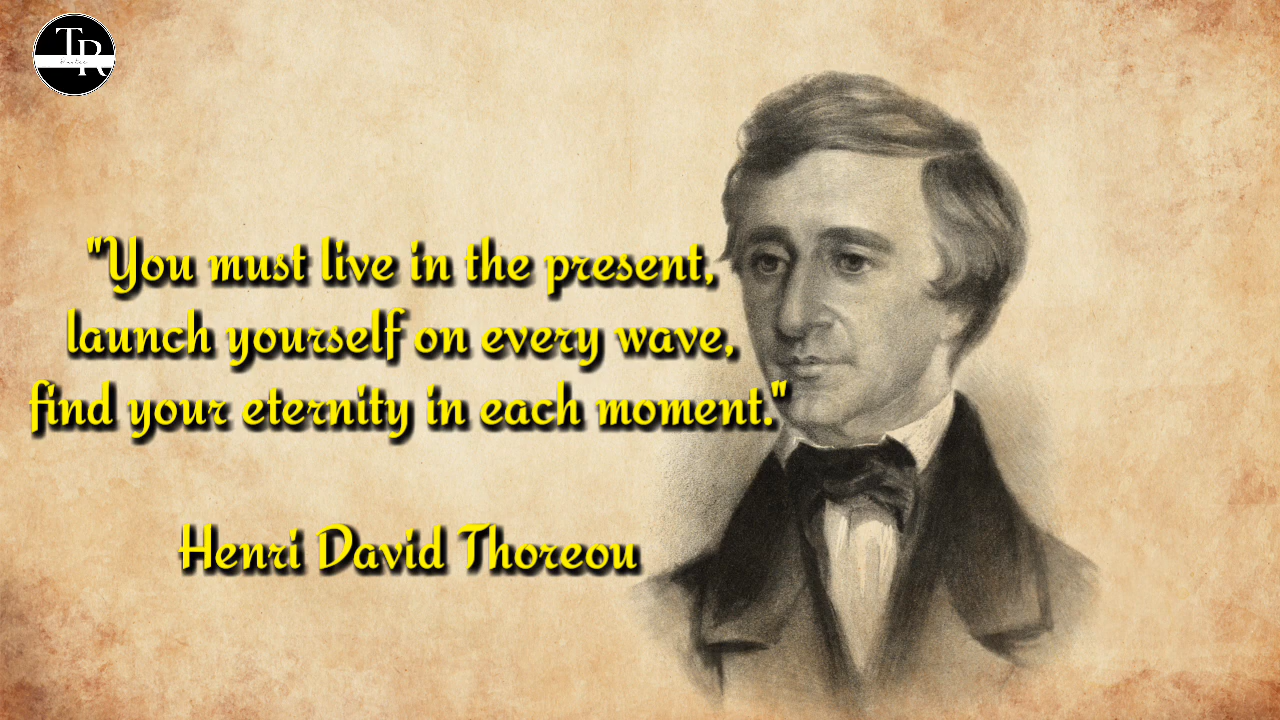 TR
"You must live in the present,
launch yourself on every wave,
find your eternity in each moment."
Henri David Thoreou